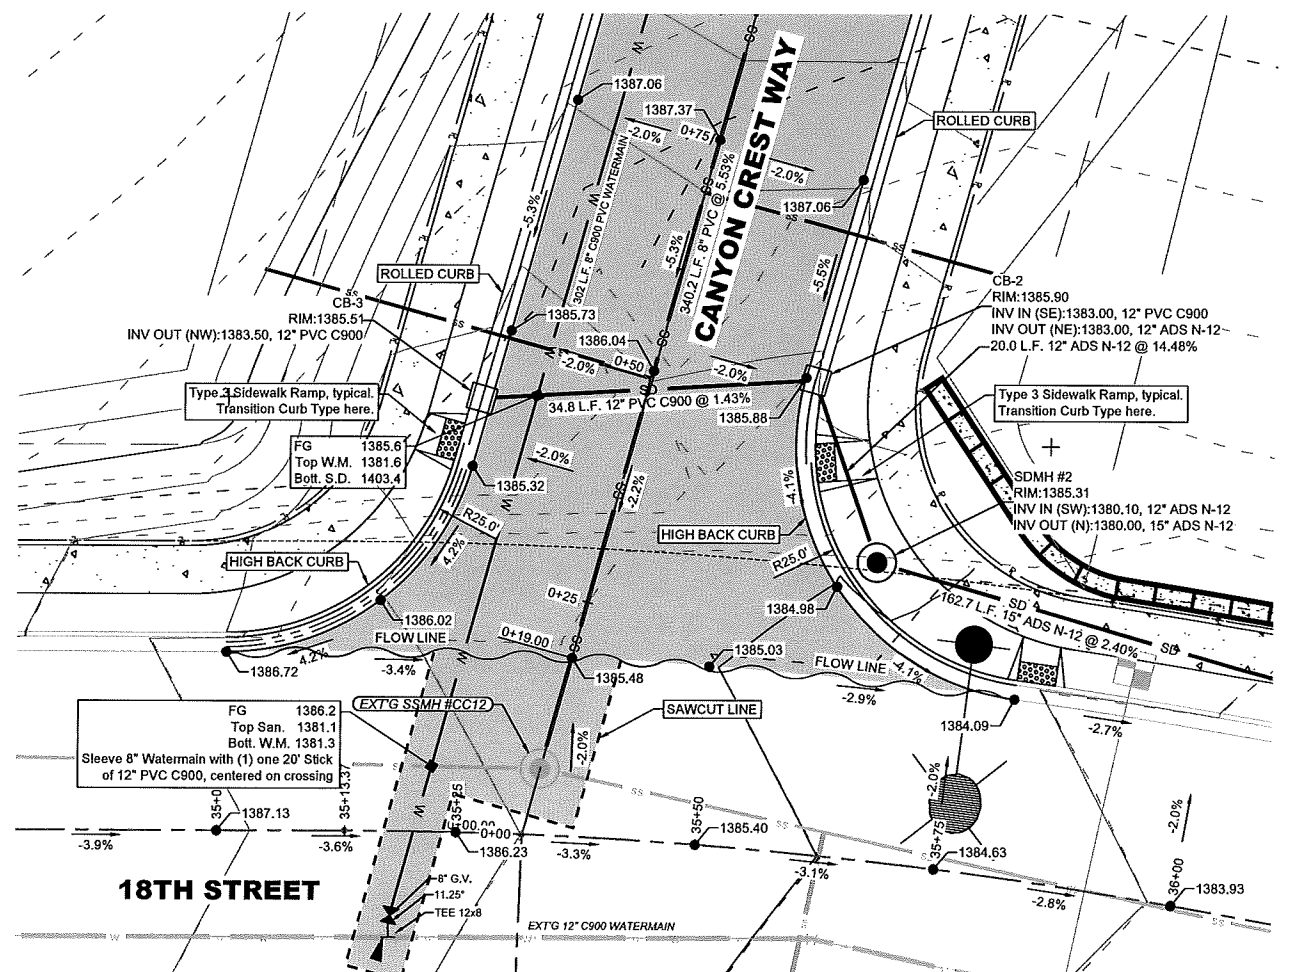 1387.06
1387.37
0+75
-2.0%
ROLLED CURB
CANYON CREST WAY
-2.0%
1387.06
302 L.F. 8" C900 PVC WATERMAIN
340.2 L.F. 8" PVC @ 5.53%
-5.3%
-5.3%
-5.5%
ROLLED CURB
CB-3
RIM:1385.51
INV OUT (NW):1383.50, 12" PVC C900
1385.73
1386.04
0+50
-2.0%
-2.0%
CB-2
RIM:1385.90
INV IN (SE):1383.00, 12" PVC C900
INV OUT (NE):1383.00, 12" ADS N-12
20.0 L.F. 12" ADS N-12 @ 14.48%
SD
34.8 L.F. 12" PVC C900 @ 1.43%
1385.88
Type 3 Sidewalk Ramp, typical.
Transition Curb Type here.
Type 3 Sidewalk Ramp, typical.
Transition Curb Type here.
FG 1385.6
Top W.M. 1381.6
Bott. S.D. 1403.4
-2.0%
1385.32
-2.2%
-4.1%
SDMH #2
RIM:1385.31
INV IN (SW):1380.10, 12" ADS N-12
INV OUT (N):1380.00, 15" ADS N-12
R25.0'
4.2%
HIGH BACK CURB
HIGH BACK CURB
R25.0'
0+25
1384.98
SD
162.7 L.F. 15" ADS N-12 @ 2.40%
SD
1386.02
FLOW LINE
0+19.00
1385.03
FLOW LINE
-4.1%
1386.72
4.2%
-3.4%
1385.48
-2.9%
1384.09
-2.7%
FG 1386.2
Top San. 1381.1
Bott. W.M. 1381.3
Sleeve 8" Watermain with (1) one 20' Stick
of 12" PVC C900, centered on crossing
EXT'G SSMH #CC12
SAWCUT LINE
-2.0%
-2.0%
-2.0%
1387.13
35+13.37
35+25
0+00
1386.23
35+50
1385.40
35+75
1384.63
36+00
1383.93
-3.9%
-3.6%
-3.3%
-3.1%
-2.8%
18TH STREET
8" G.V.
11.25°
TEE 12x8
EXT'G 12" C900 WATERMAIN